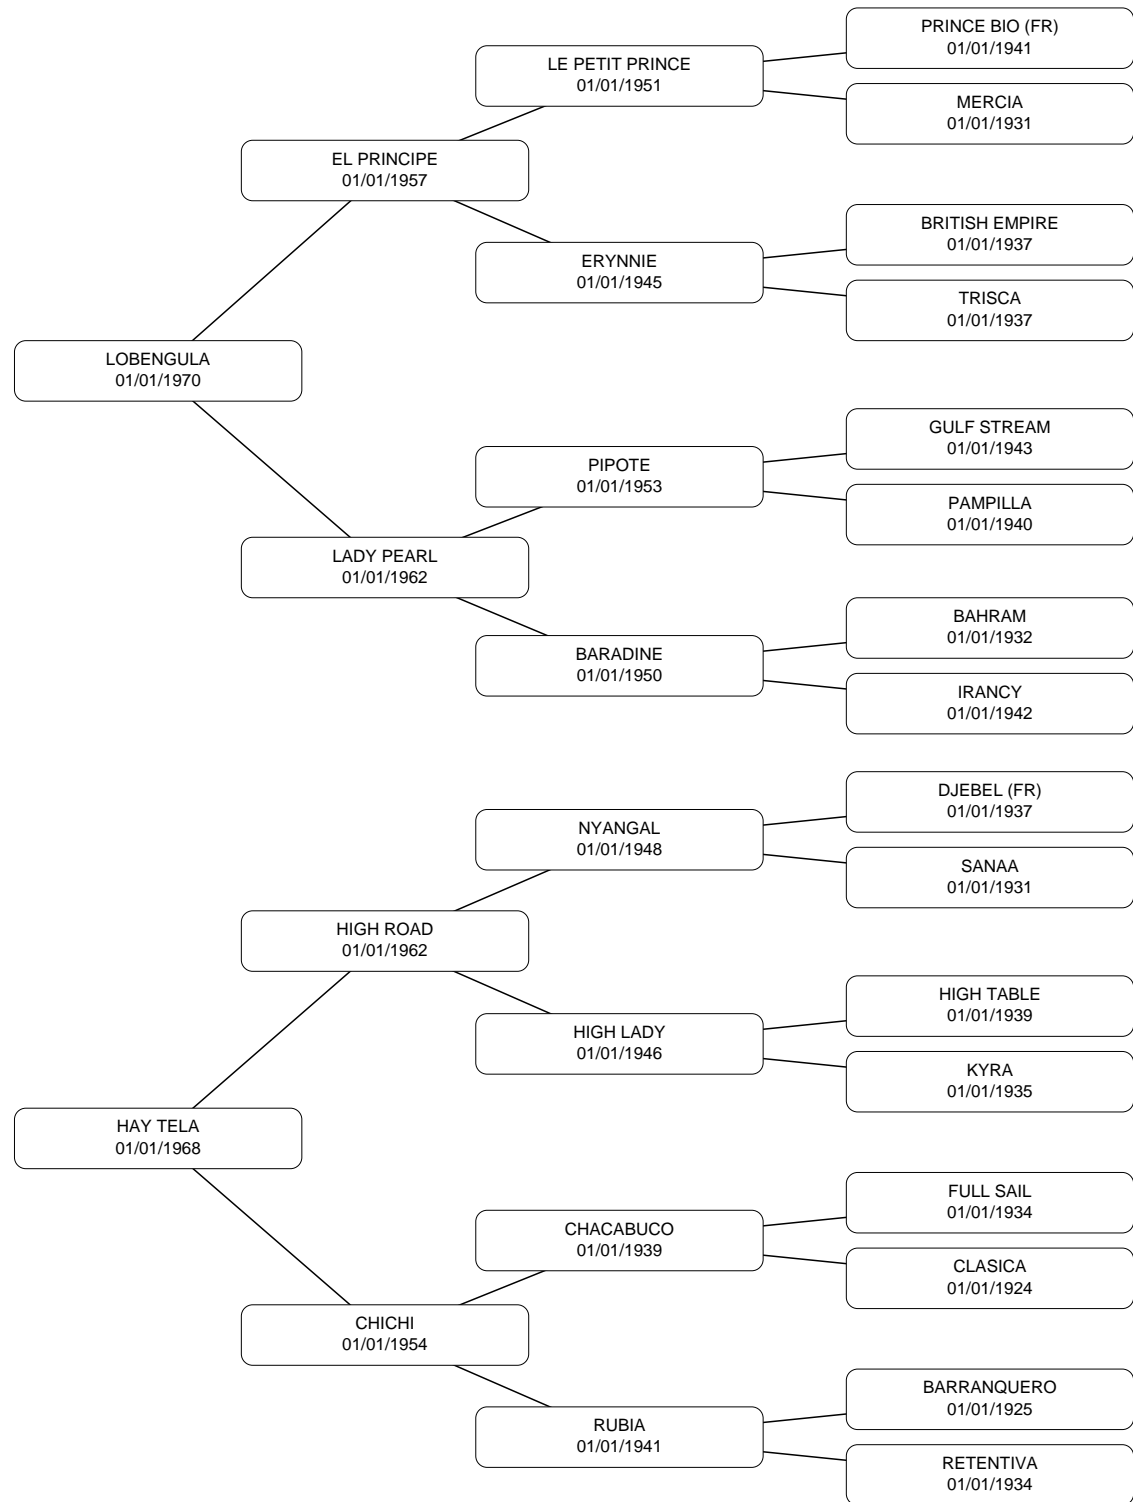 PRINCE BIO (FR)
01/01/1941
LE PETIT PRINCE
01/01/1951
MERCIA
01/01/1931
EL PRINCIPE
01/01/1957
BRITISH EMPIRE
01/01/1937
ERYNNIE
01/01/1945
TRISCA
01/01/1937
LOBENGULA
01/01/1970
GULF STREAM
01/01/1943
PIPOTE
01/01/1953
PAMPILLA
01/01/1940
LADY PEARL
01/01/1962
BAHRAM
01/01/1932
BARADINE
01/01/1950
IRANCY
01/01/1942
DJEBEL (FR)
01/01/1937
NYANGAL
01/01/1948
SANAA
01/01/1931
HIGH ROAD
01/01/1962
HIGH TABLE
01/01/1939
HIGH LADY
01/01/1946
KYRA
01/01/1935
HAY TELA
01/01/1968
FULL SAIL
01/01/1934
CHACABUCO
01/01/1939
CLASICA
01/01/1924
CHICHI
01/01/1954
BARRANQUERO
01/01/1925
RUBIA
01/01/1941
RETENTIVA
01/01/1934